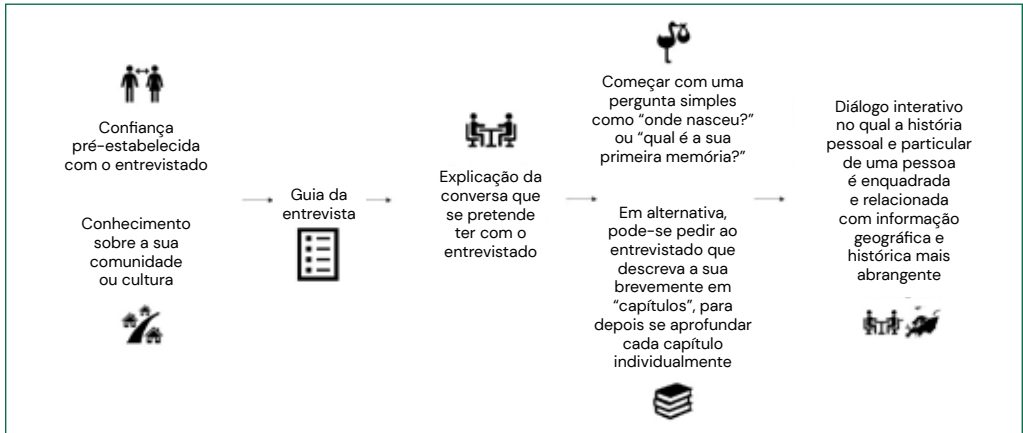 Confiança
pré-estabelecida
com o entrevistado
Conhecimento
sobre a sua
comunidade
ou cultura
Guia da
entrevista
Explicação da
conversa que
se pretende
ter com o
entrevistado
Começar com uma
pergunta simples
como “onde nasceu?”
ou “qual é a sua
primeira memória?”
Em alternativa,
pode-se pedir ao
entrevistado que
descreva a sua
brevemente em
“capítulos”, para
depois se aprofundar
cada capítulo
individualmente
Diálogo interativo
no qual a história
pessoal e particular
de uma pessoa
é enquadrada
e relacionada
com informação
geográfica e
histórica mais
abrangente